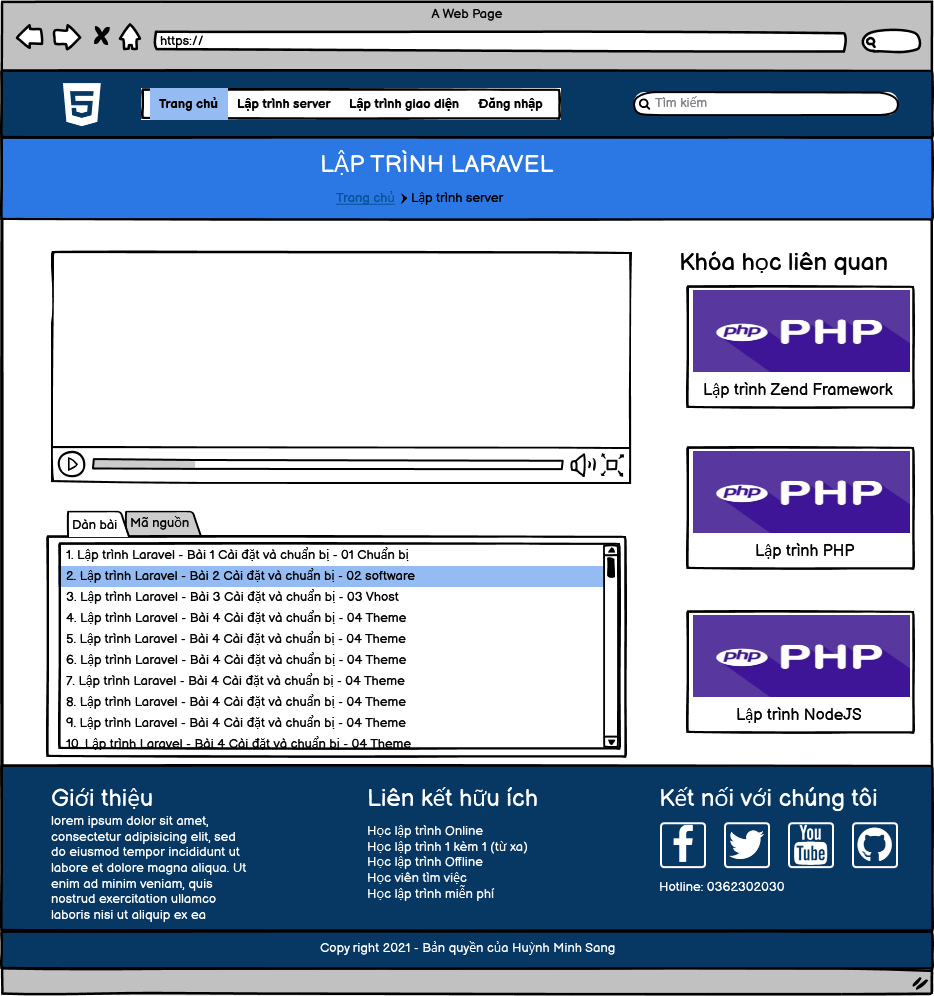 A Web Page
https://
5
Trang chủ Lập trình server Lập trình giao diện Đăng nhập
Tìm kiếm
LẬP TRÌNH LARAVEL
Trang chủ Lập trình server
Khóa học liên quan
php PHP
Lập trình Zend Framework
php PHP
Lập trình PHP
php PHP
Lập trình NodeJS
Dàn bài Mã nguồn
1. Lập trình Laravel - Bài 1 Cài đặt và chuẩn bị - 01 Chuẩn bị
2. Lập trình Laravel - Bài 2 Cài đặt và chuẩn bị - 02 software
3. Lập trình Laravel - Bài 3 Cài đặt và chuẩn bị - 03 Vhost
4. Lập trình Laravel - Bài 4 Cài đặt và chuẩn bị - 04 Theme
5. Lập trình Laravel - Bài 4 Cài đặt và chuẩn bị - 04 Theme
6. Lập trình Laravel - Bài 4 Cài đặt và chuẩn bị - 04 Theme
7. Lập trình Laravel - Bài 4 Cài đặt và chuẩn bị - 04 Theme
8. Lập trình Laravel - Bài 4 Cài đặt và chuẩn bị - 04 Theme
9. Lập trình Laravel - Bài 4 Cài đặt và chuẩn bị - 04 Theme
10. Lập trình Laravel - Bài 4 Cài đặt và chuẩn bị - 04 Theme
Giới thiệu
lorem ipsum dolor sit amet,
consectetur adipisicing elit, sed
do eiusmod tempor incididunt ut
labore et dolore magna aliqua. Ut
enim ad minim veniam, quis
nostrud exercitation ullamco
laboris nisi ut aliquip ex ea
Liên kết hữu ích
Học lập trình Online
Học lập trình 1 kèm 1 (từ xa)
Học lập trình Offline
Học viên tìm việc
Học lập trình miễn phí
Kết nối với chúng tôi
You
Tube
Hotline: 0362302030
Copyright 2021 - Bản quyền của Huỳnh Minh Sang